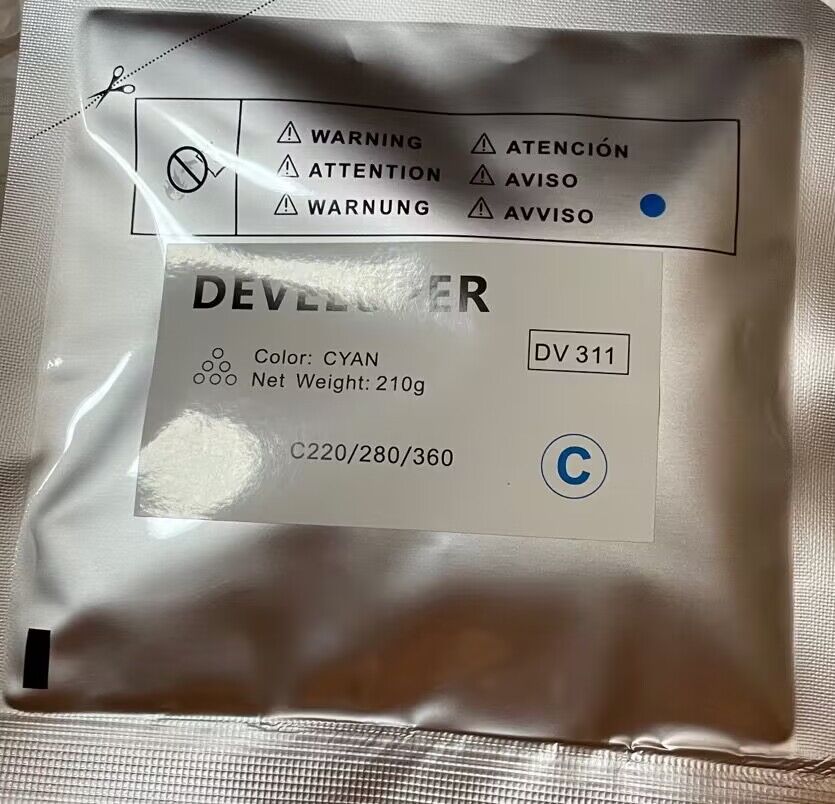 ⚠ WARNING ⚠ ATENCIÓN
⚠ ATTENTION ⚠ AVISO
⚠ WARNUNG ⚠ AVVISO
DEVELOPER
DV 311
Color: CYAN
Net Weight: 210g
C220/280/360
C